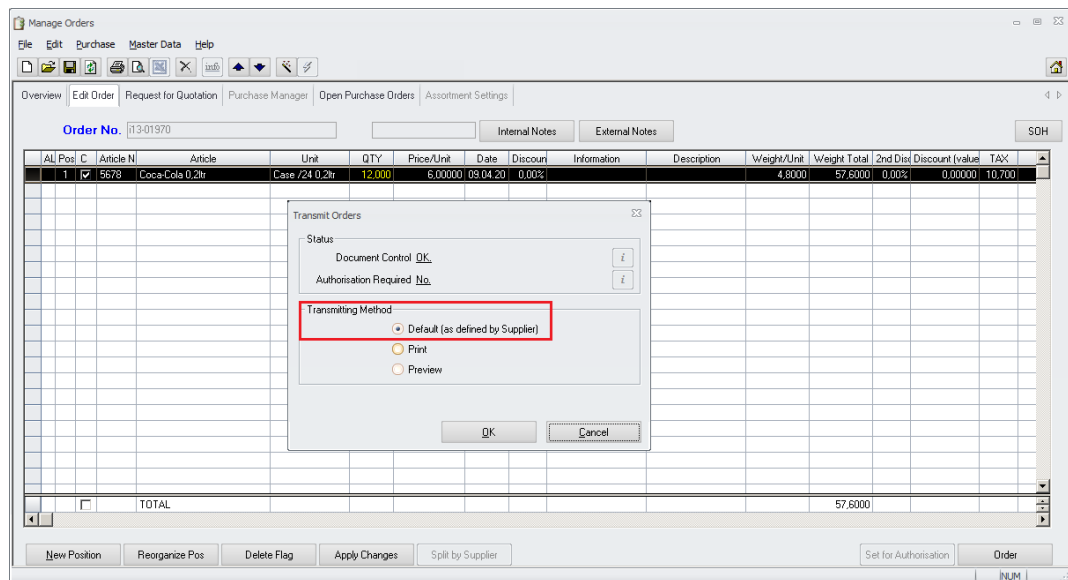 Manage Orders
File Edit Purchase Master Data Help
info
Overview Edit Order Request for Quotation Purchase Manager Open Purchase Orders Assortment Settings
Order No. i13-01970 Internal Notes External Notes SOH
AL Pos C Article N Article Unit QTY Price/Unit Date Discoun Information Description Weight/Unit Weight Total 2nd Disc Discount (value TAX
1 5678 Coca-Cola 0,2ltr Case /24 0,2ltr 12,000 6,00000 09.04.20 0,00% 4,8000 57,6000 0,00% 0,00000 10,700
Transmit Orders
Status
Document Control OK. i
Authorisation Required No. i
Transmitting Method
Default (as defined by Supplier)
Print
Preview
OK Cancel
TOTAL 57,6000
New Position Reorganize Pos Delete Flag Apply Changes Split by Supplier Set for Authorisation Order
NUM